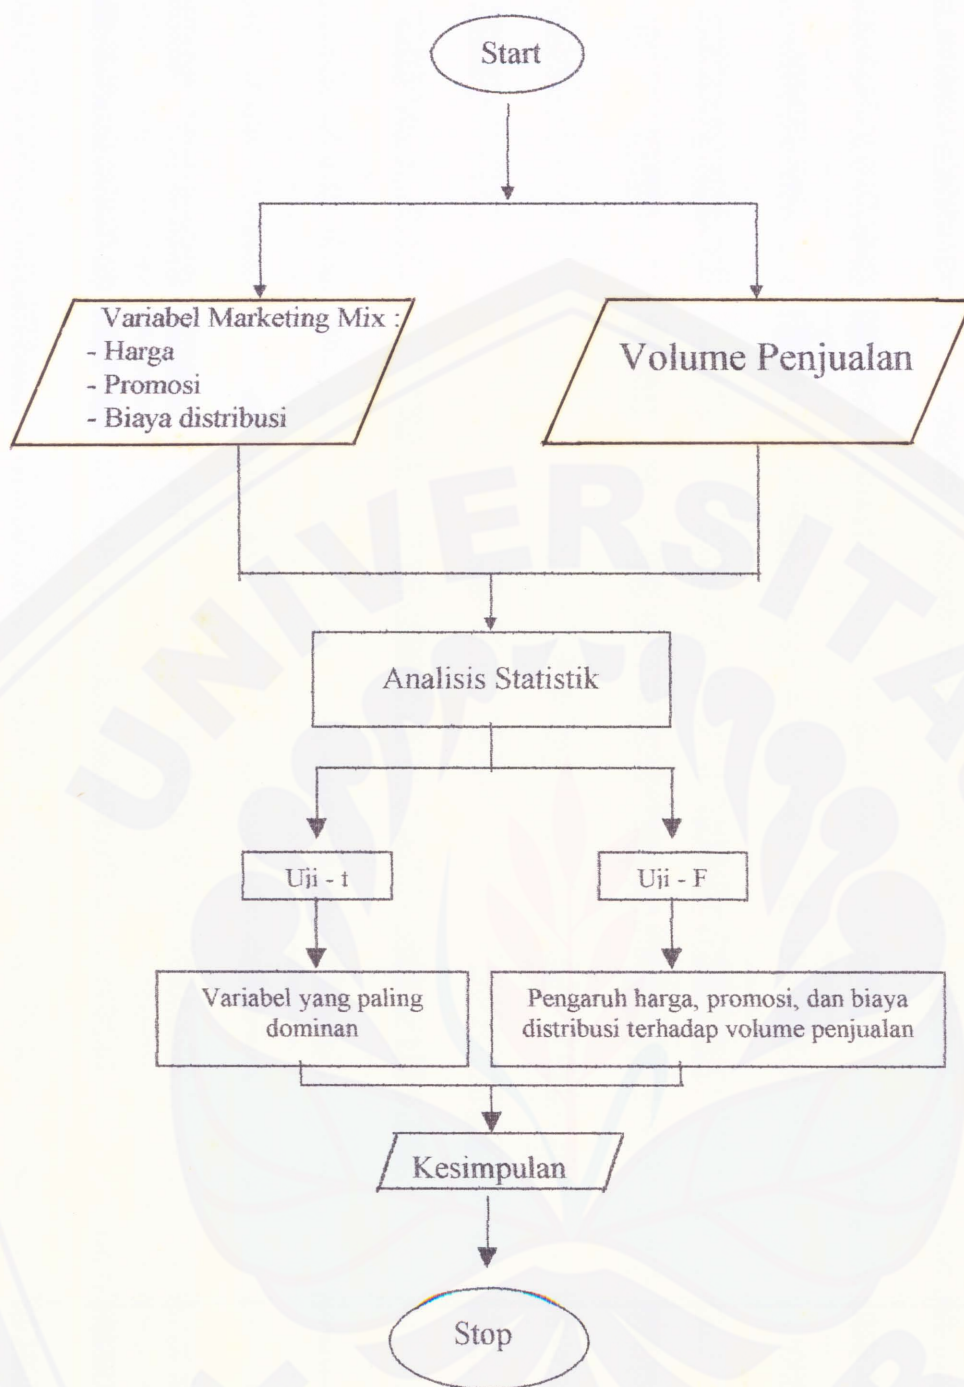 Start
Variabel Marketing Mix :
- Harga
- Promosi
- Biaya distribusi
Volume Penjualan
Analisis Statistik
Uji - t
Uji - F
Variabel yang paling
dominan
Pengaruh harga, promosi, dan biaya
distribusi terhadap volume penjualan
Kesimpulan
Stop
UNIVERSITA